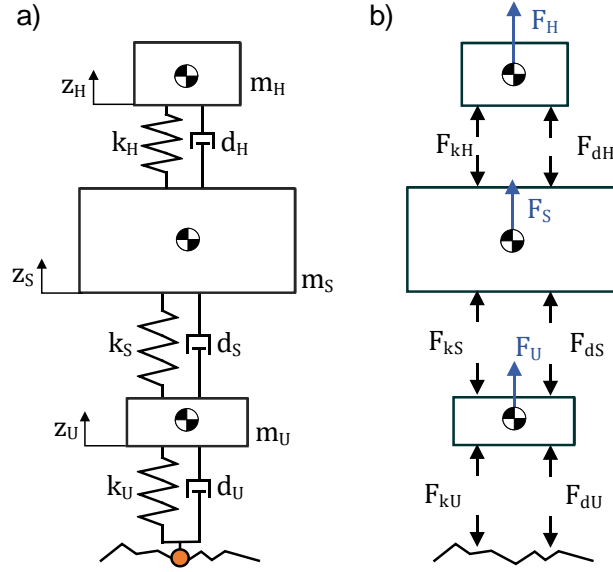 a)
z_H
m_H
k_H
d_H
z_S
m_S
k_S
d_S
z_U
m_U
k_U
d_U
b)
F_H
F_kH
F_dH
F_S
F_kS
F_dS
F_U
F_kU
F_dU